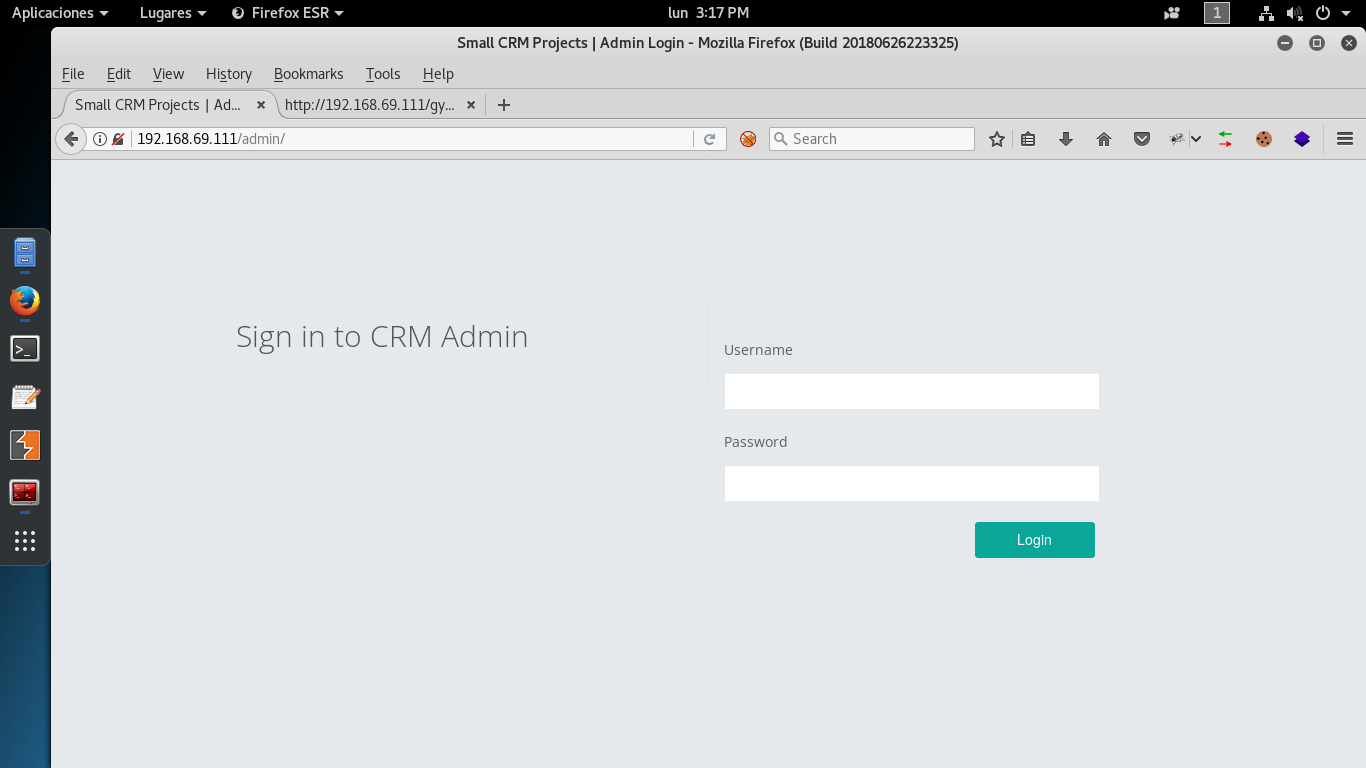 Aplicaciones Lugares Firefox ESR lun 3:17 PM 1
Small CRM Projects | Admin Login - Mozilla Firefox (Build 20180626223325)
File Edit View History Bookmarks Tools Help
Small CRM Projects | Ad... http://192.168.69.111/gy...
192.168.69.111/admin/ Search
Sign in to CRM Admin
Username
Password
Login